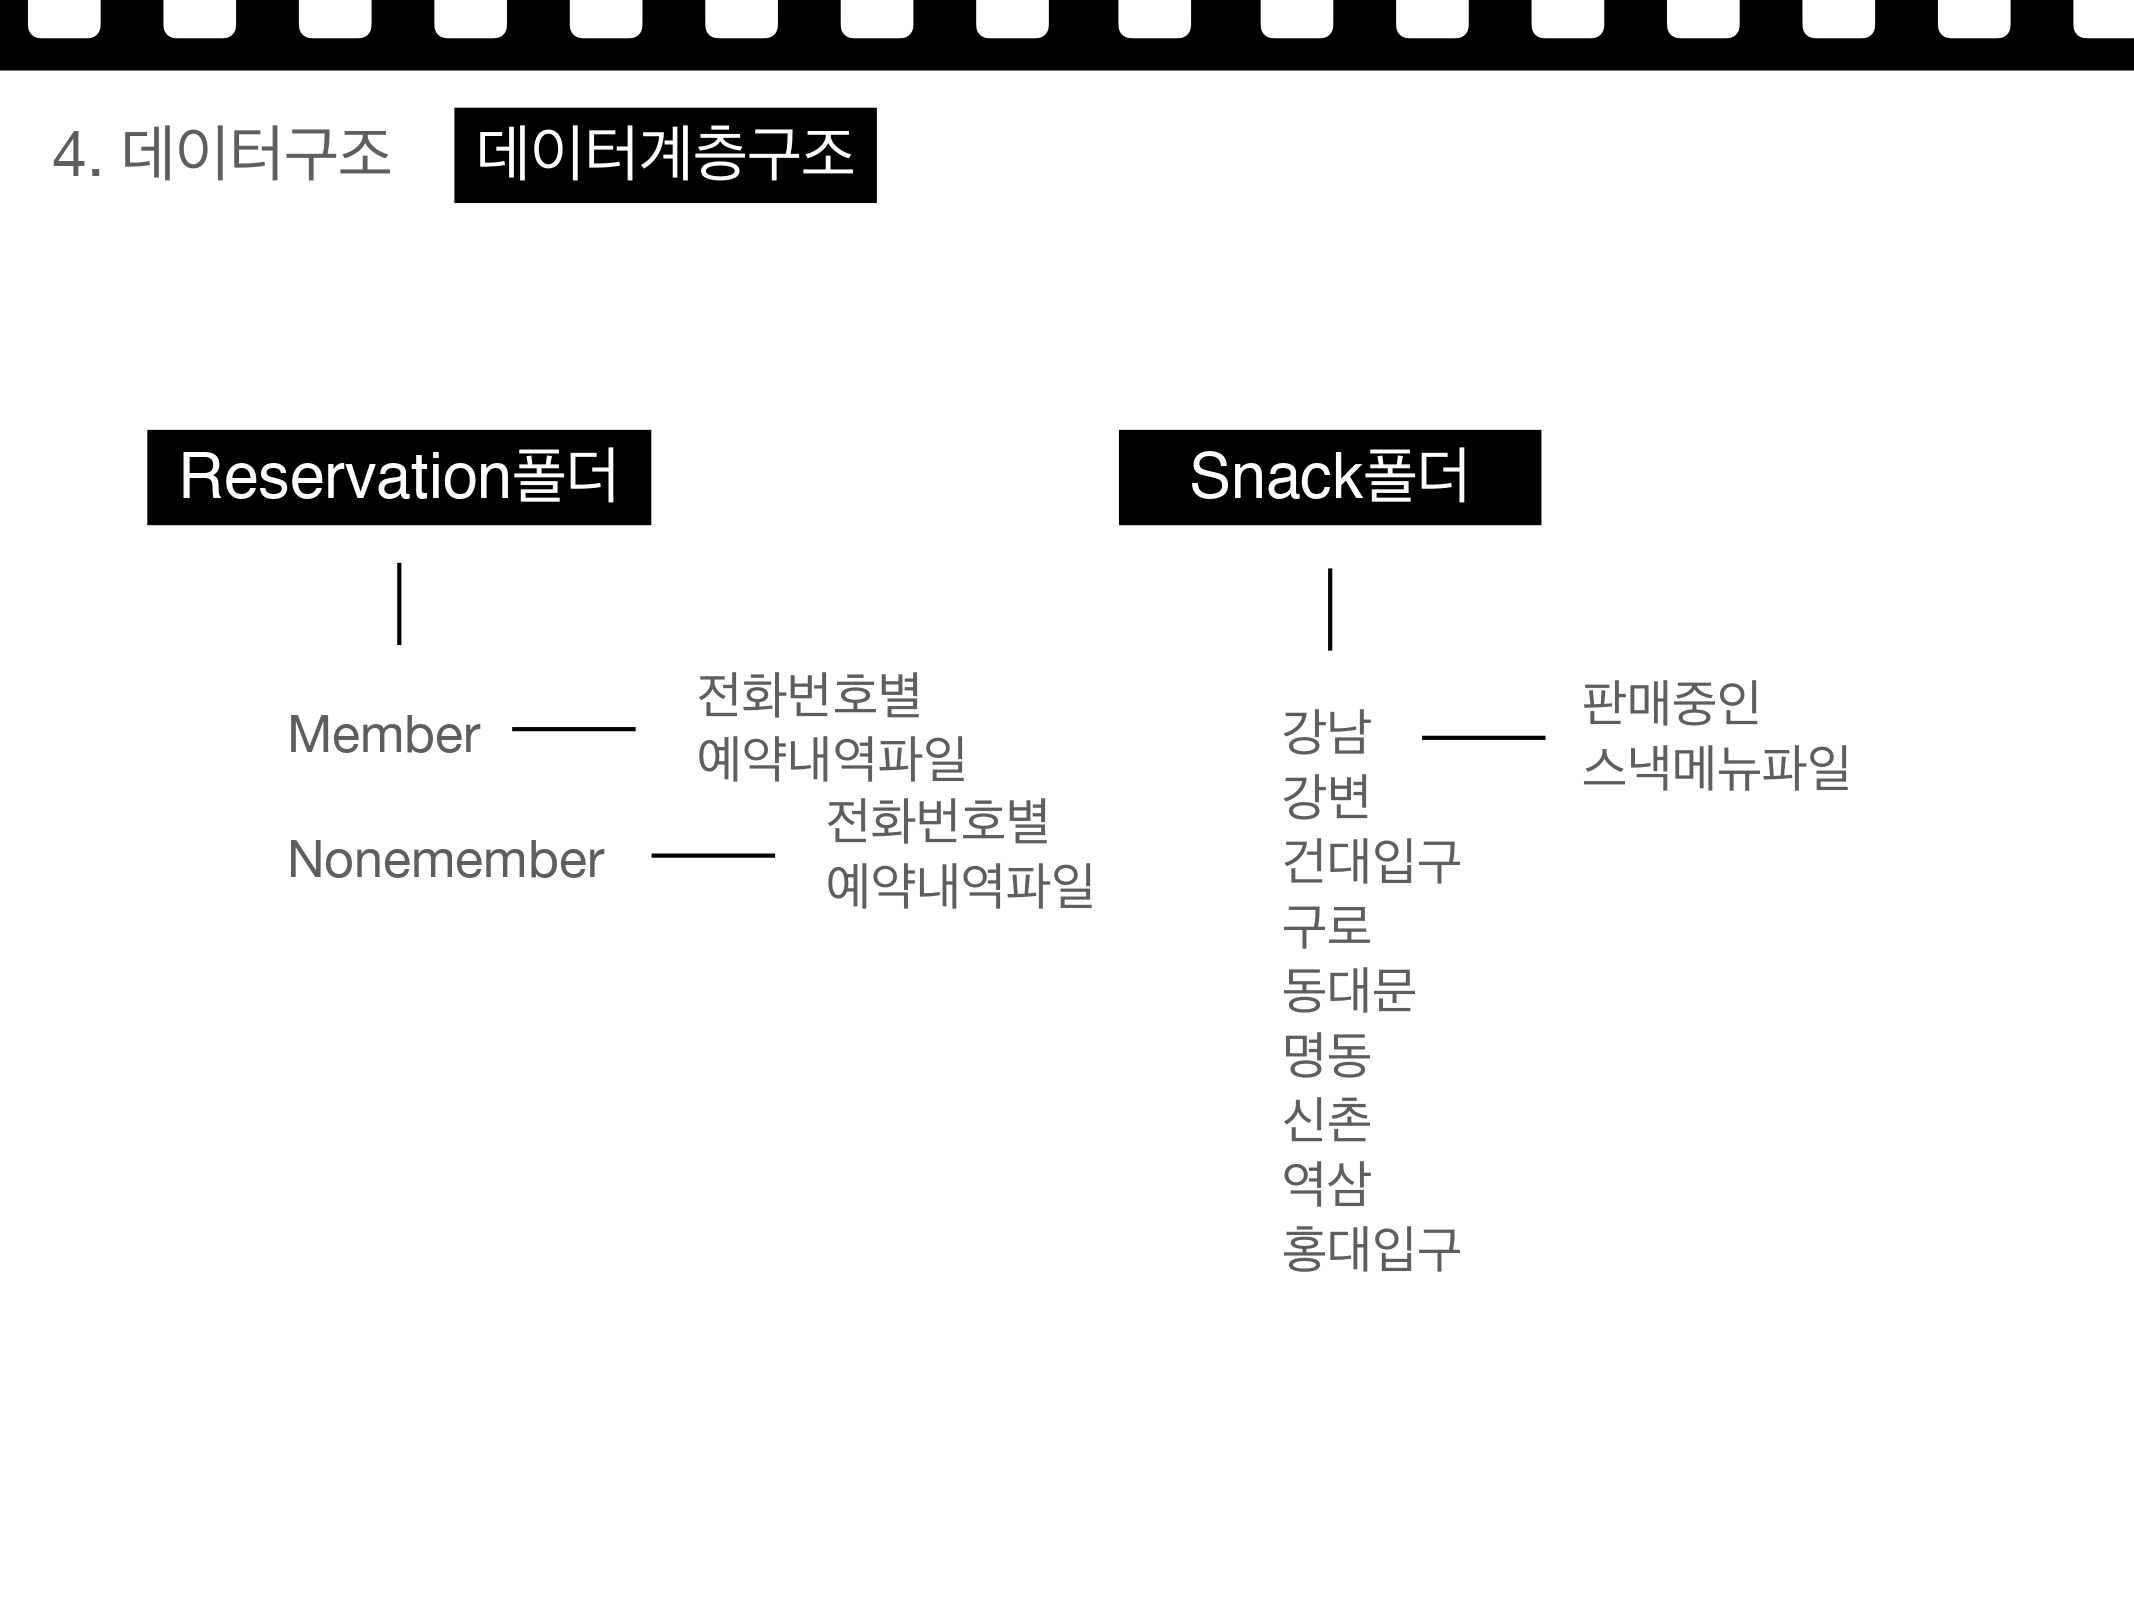 4. 데이터구조
데이터계층구조
Reservation폴더
Member
전화번호별
예약내역파일
Nonemember
전화번호별
예약내역파일
Snack폴더
강남
강변
건대입구
구로
동대문
명동
신촌
역삼
홍대입구
판매중인
스낵메뉴파일